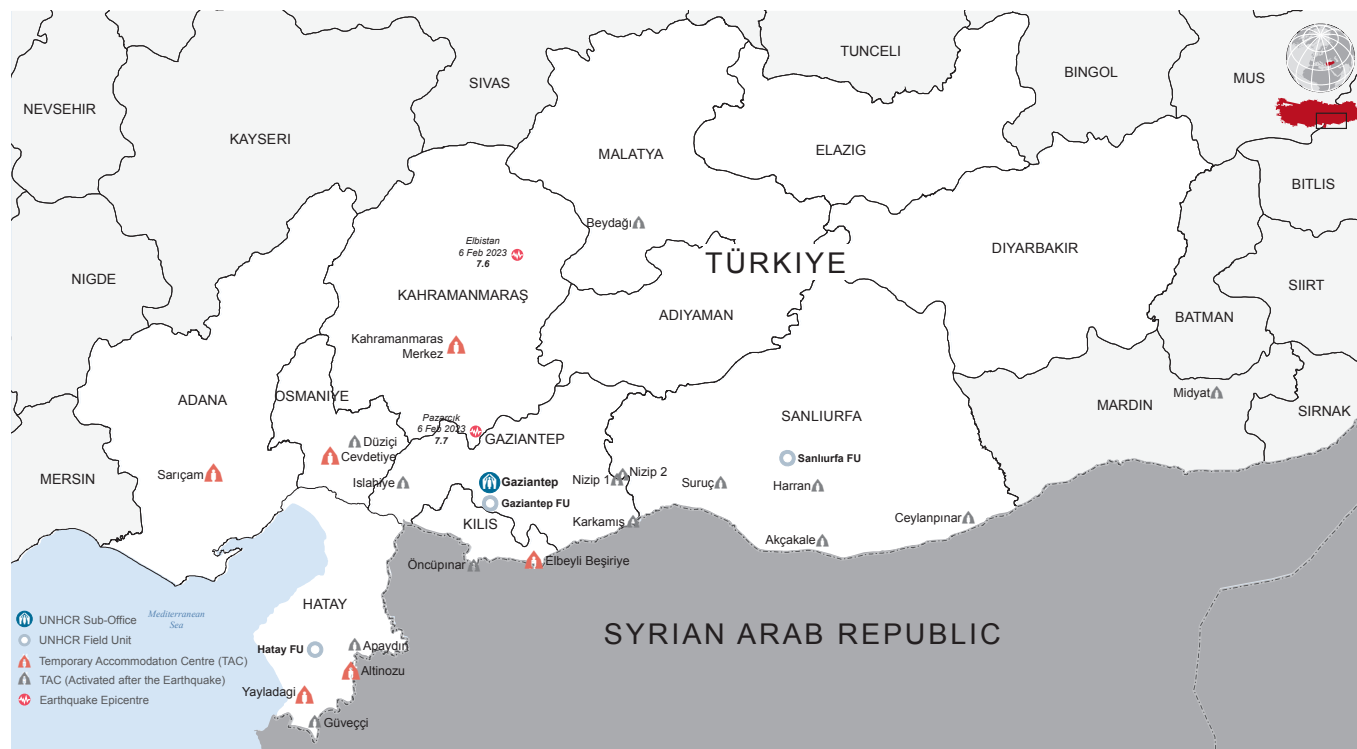 TUNCELI
BINGOL
MUS
SIVAS
NEVSEHIR
KAYSERI
MALATYA
ELAZIG
BITLIS
Beydağı
Elbistan
6 Feb 2023
7.6
DIYARBAKIR
TÜRKIYE
NIGDE
SIIRT
KAHRAMANMARAŞ
ADIYAMAN
BATMAN
Kahramanmaras
Merkez
Midyat
OSMANIYE
ADANA
MARDIN
SIRNAK
SANLIURFA
Pazarcık
6 Feb 2023
7.7
GAZIANTEP
Düziçi
Cevdetiye
Sanlıurfa FU
MERSIN
Sarıçam
Islahiye
Gaziantep
Nizip 1
Nizip 2
Suruç
Harran
Gaziantep FU
KILIS
Karkamış
Ceylanpınar
Akçakale
Öncüpınar
Elbeyli Beşiriye
HATAY
Mediterranean
Sea
SYRIAN ARAB REPUBLIC
Hatay FU
Apaydın
Altinozu
Yayladagi
Güveççi
UNHCR Sub-Office
UNHCR Field Unit
Temporary Accommodatıon Centre (TAC)
TAC (Activated after the Earthquake)
Earthquake Epicentre